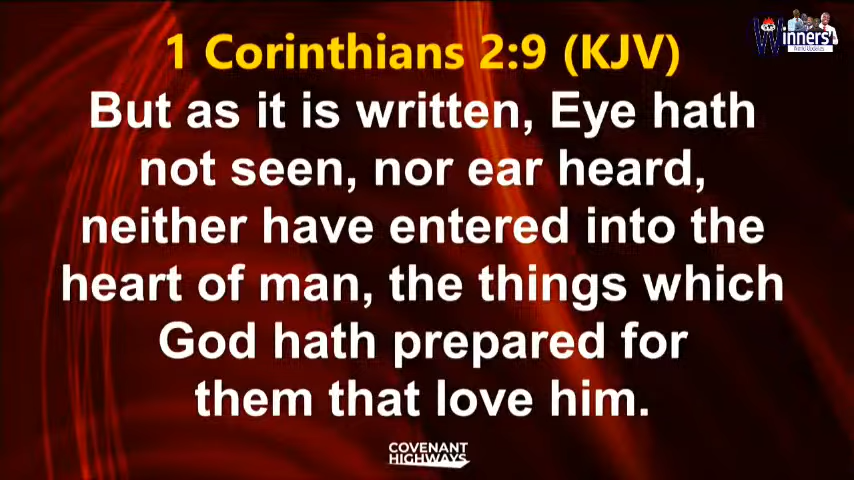 1 Corinthians 2:9 (KJV)
But as it is written, Eye hath
not seen, nor ear heard,
neither have entered into the
heart of man, the things which
God hath prepared for
them that love him.
Winners'
COVENANT
HIGHWAYS